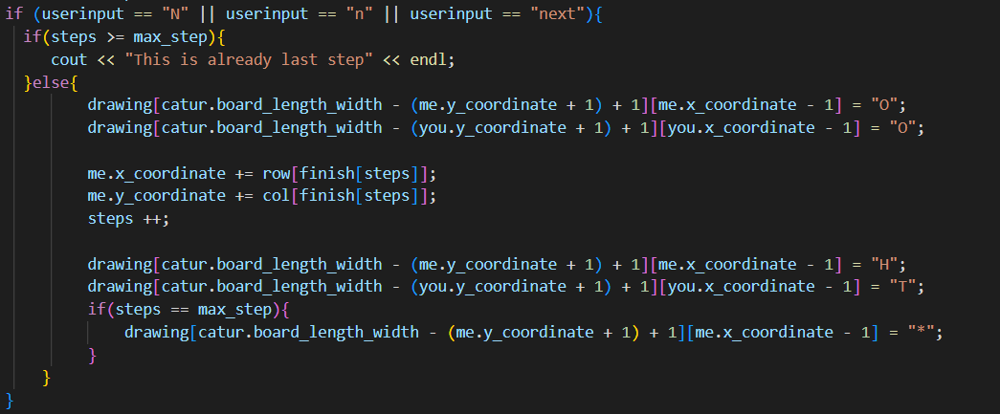 if (userinput == "N" || userinput == "n" || userinput == "next"){
if(steps >= max_step){
cout << "This is already last step" << endl;
}else{
drawing[catur.board_length_width - (me.y_coordinate + 1) + 1][me.x_coordinate - 1] = "O";
drawing[catur.board_length_width - (you.y_coordinate + 1) + 1][you.x_coordinate - 1] = "O";
me.x_coordinate += row[finish[steps]];
me.y_coordinate += col[finish[steps]];
steps ++;
drawing[catur.board_length_width - (me.y_coordinate + 1) + 1][me.x_coordinate - 1] = "H";
drawing[catur.board_length_width - (you.y_coordinate + 1) + 1][you.x_coordinate - 1] = "T";
if(steps == max_step){
drawing[catur.board_length_width - (me.y_coordinate + 1) + 1][me.x_coordinate - 1] = "*";
}
}
}